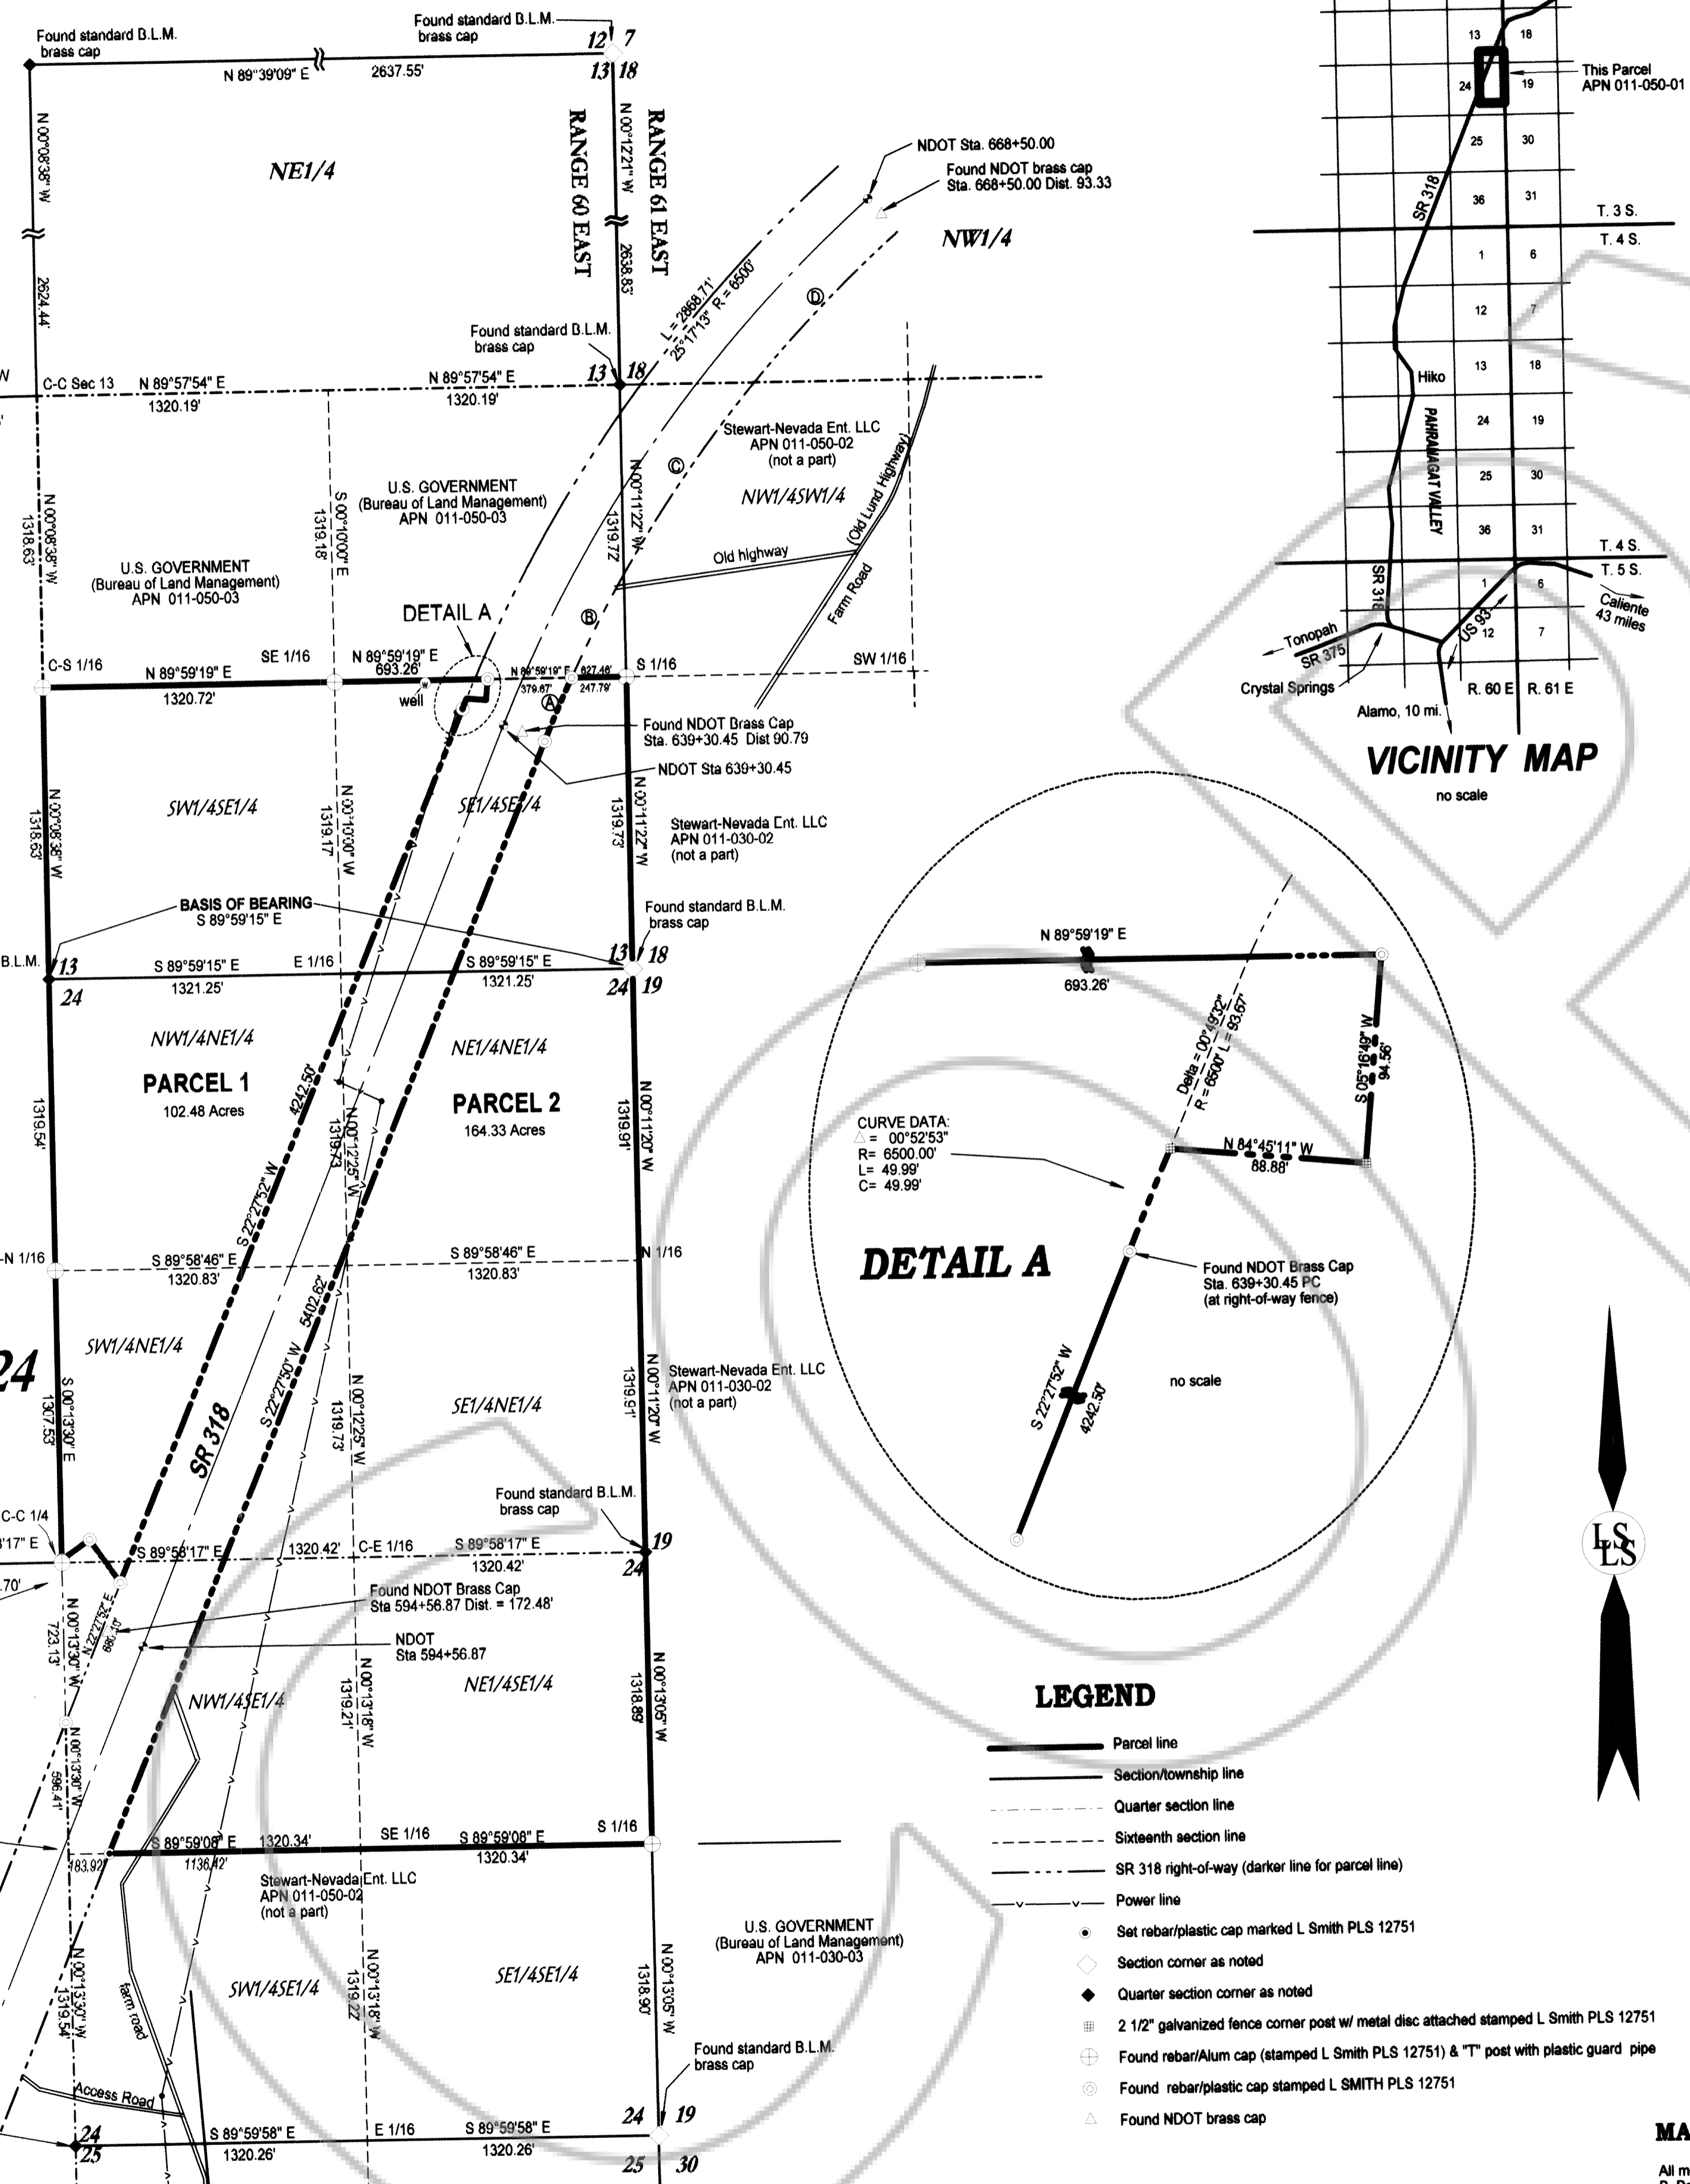 Found standard B.L.M.
brass cap
Found standard B.L.M.
brass cap
12 7
13 18
N 89°39'09" E
2637.55'
N 00°08'38" W
2624.44'
NE1/4
RANGE 60 EAST
RANGE 61 EAST
N 00°12'21" W
2638.83'
NDOT Sta. 668+50.00
Found NDOT brass cap
Sta. 668+50.00 Dist. 93.33
NW1/4
L = 2868.71'
25°17'13" R = 6500'
D
Found standard B.L.M.
brass cap
13 18
C-C Sec 13
N 89°57'54" E
1320.19'
N 89°57'54" E
1320.19'
Stewart-Nevada Ent. LLC
APN 011-050-02
(not a part)
NW1/4SW1/4
C
U.S. GOVERNMENT
(Bureau of Land Management)
APN 011-050-03
U.S. GOVERNMENT
(Bureau of Land Management)
APN 011-050-03
N 00°08'38" W
1318.63'
S 00°10'00" E
1319.18'
N 00°11'22" W
1319.72'
Old highway
(Old Lund Highway)
Farm Road
B
DETAIL A
C-S 1/16
N 89°59'19" E
1320.72'
SE 1/16
N 89°59'19" E
693.26'
well
N 89°59'19" E
627.46'
379.67'
247.79'
S 1/16
SW 1/16
A
Found NDOT Brass Cap
Sta. 639+30.45 Dist 90.79
NDOT Sta 639+30.45
SW1/4SE1/4
SE1/4SE1/4
N 00°08'38" W
1318.63'
N 00°10'00" W
1319.17'
N 00°11'22" W
1319.73'
Stewart-Nevada Ent. LLC
APN 011-030-02
(not a part)
BASIS OF BEARING
S 89°59'15" E
Found standard B.L.M.
brass cap
B.L.M.
13
24
S 89°59'15" E
1321.25'
E 1/16
S 89°59'15" E
1321.25'
13 18
24 19
NW1/4NE1/4
NE1/4NE1/4
PARCEL 1
102.48 Acres
PARCEL 2
164.33 Acres
1319.54'
4242.50'
S 22°27'52" W
N 00°12'25" W
1319.73
N 00°11'20" W
1319.91'
-N 1/16
S 89°58'46" E
1320.83'
S 89°58'46" E
1320.83'
N 1/16
SW1/4NE1/4
SE1/4NE1/4
24
S 00°13'30" E
1307.53'
SR 318
S 22°27'50" W 5402.62'
N 00°12'25" W
1319.73'
N 00°11'20" W
1319.91'
Stewart-Nevada Ent. LLC
APN 011-030-02
(not a part)
Found standard B.L.M.
brass cap
C-C 1/4
'17" E
.70'
S 89°58'17" E
1320.42'
C-E 1/16
S 89°58'17" E
1320.42'
19
24
Found NDOT Brass Cap
Sta 594+56.87 Dist. = 172.48'
NDOT
Sta 594+56.87
N 22°27'52" E
680.10'
N 00°13'30" W
723.13'
NW1/4SE1/4
NE1/4SE1/4
N 00°13'30" W
596.41'
N 00°13'18" W
1319.21'
N 00°13'05" W
1318.89'
S 89°59'08" E
1320.34'
SE 1/16
S 89°59'08" E
1320.34'
S 1/16
183.92'
1136.42'
Stewart-Nevada Ent. LLC
APN 011-050-02
(not a part)
U.S. GOVERNMENT
(Bureau of Land Management)
APN 011-030-03
SW1/4SE1/4
SE1/4SE1/4
N 00°13'30" W
1319.54'
farm road
N 00°13'18" W
1319.22'
N 00°13'05" W
1318.90'
Found standard B.L.M.
brass cap
Access Road
24
25
S 89°59'58" E
1320.26'
E 1/16
S 89°59'58" E
1320.26'
24 19
25 30
13 18
24 19
This Parcel
APN 011-050-01
25 30
36 31
SR 318
T. 3 S.
T. 4 S.
1 6
12 7
Hiko
13 18
24 19
PAHRANAGAT VALLEY
25 30
36 31
T. 4 S.
T. 5 S.
SR 318
1 6
US 93
12 7
Caliente
43 miles
Tonopah
SR 375
Crystal Springs
R. 60 E R. 61 E
Alamo, 10 mi.
VICINITY MAP
no scale
N 89°59'19" E
693.26'
Delta = 00°49'32"
R = 6500' L = 93.67'
S 05°16'49" W
94.56'
CURVE DATA:
△ = 00°52'53"
R= 6500.00'
L= 49.99'
C= 49.99'
N 84°45'11" W
88.88'
DETAIL A
Found NDOT Brass Cap
Sta. 639+30.45 PC
(at right-of-way fence)
S 22°27'52" W
4242.50'
no scale
LS
LS
LEGEND
Parcel line
Section/township line
Quarter section line
Sixteenth section line
SR 318 right-of-way (darker line for parcel line)
Power line
Set rebar/plastic cap marked L Smith PLS 12751
Section corner as noted
Quarter section corner as noted
2 1/2" galvanized fence corner post w/ metal disc attached stamped L Smith PLS 12751
Found rebar/Alum cap (stamped L Smith PLS 12751) & "T" post with plastic guard pipe
Found rebar/plastic cap stamped L SMITH PLS 12751
Found NDOT brass cap
MA
All m